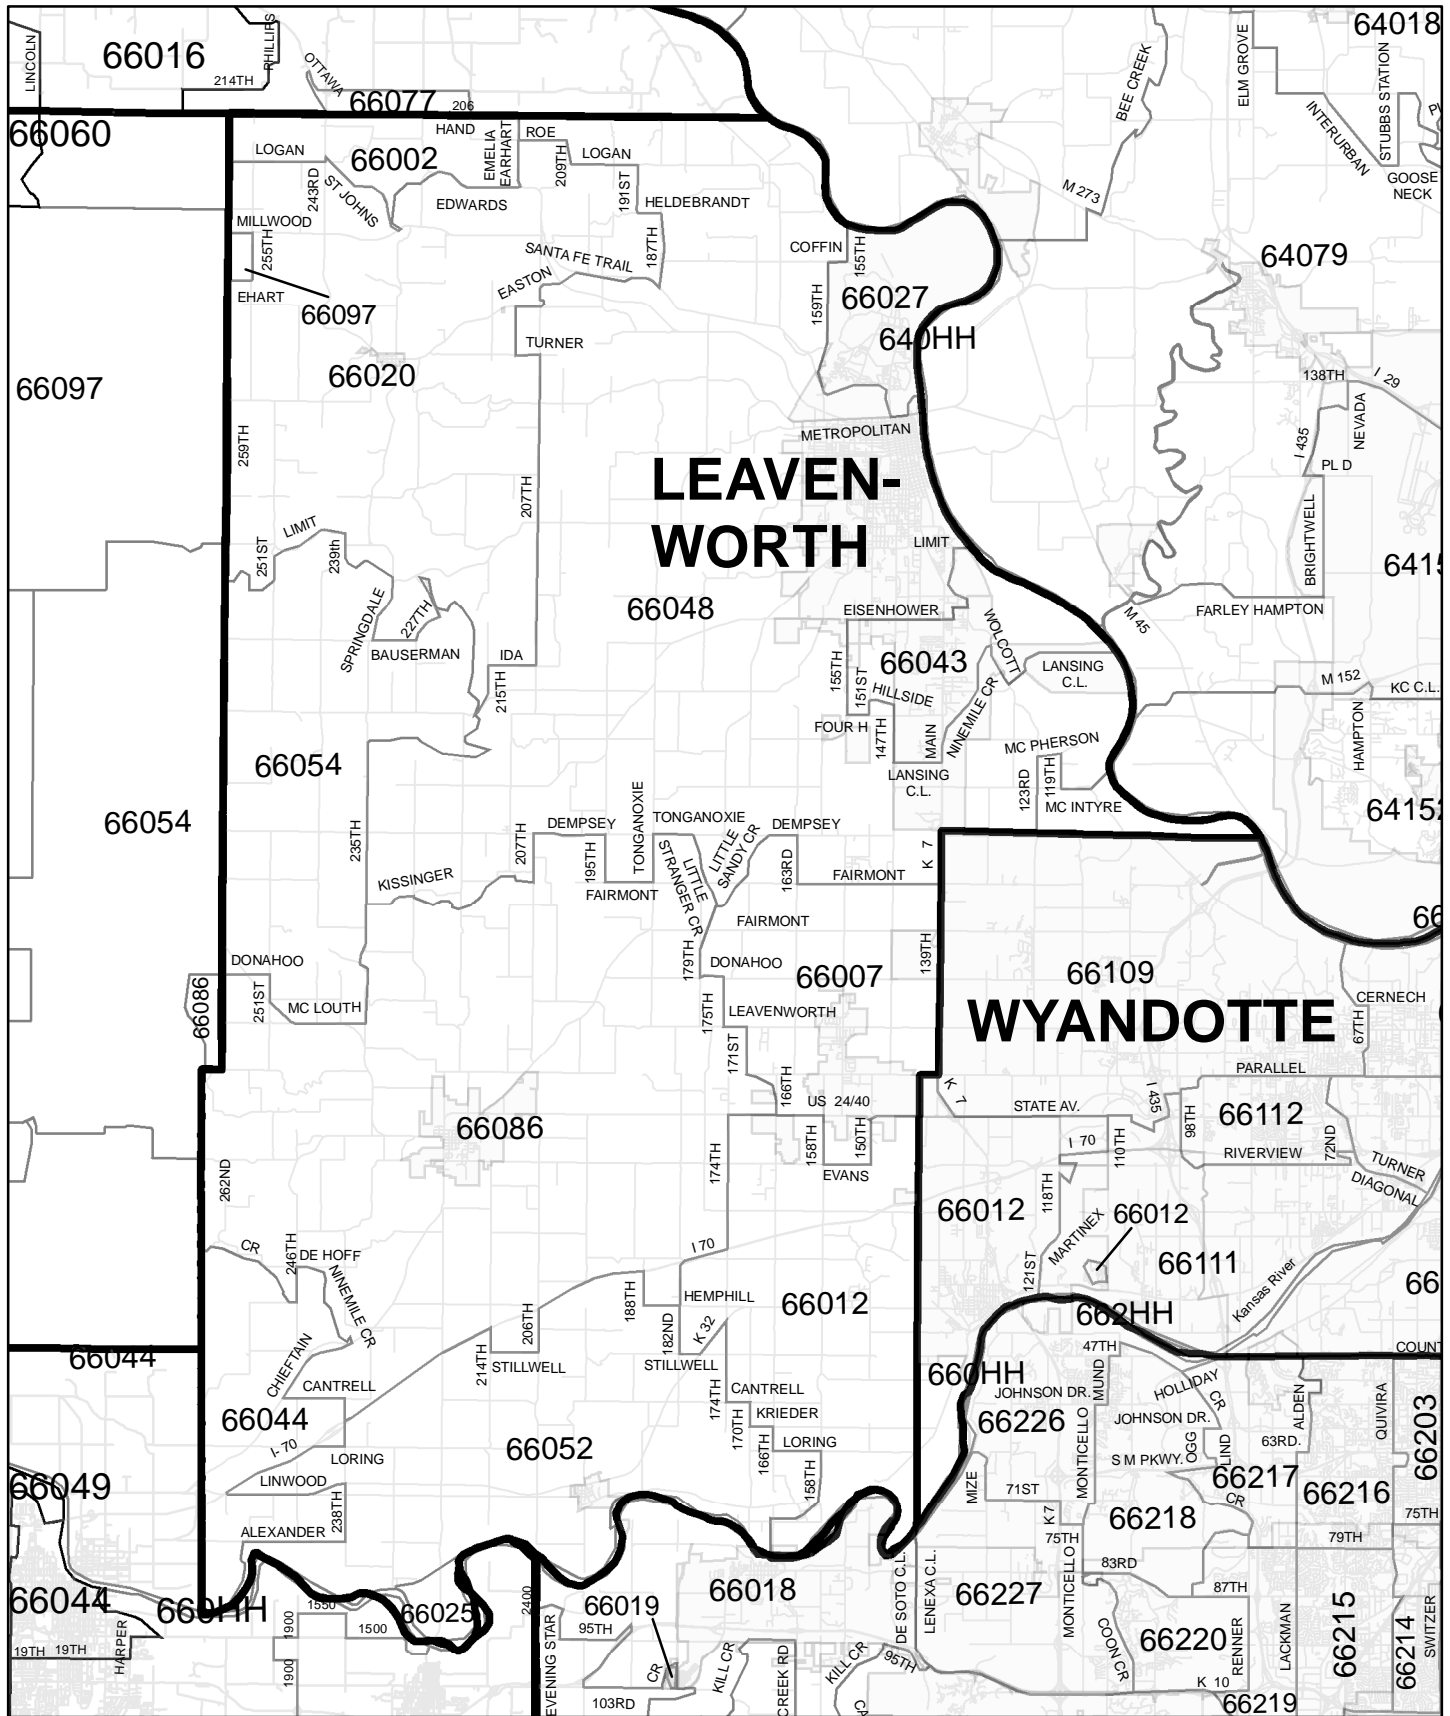 64018
LINCOLN
66016
PHILLIPS
214TH
OTTAWA
66077
206
BEE CREEK
ELM GROVE
INTERURBAN
STUBBS STATION
GOOSE
NECK
66060
HAND
LOGAN
66002
EMELIA
EARHART
ROE
209TH
LOGAN
243RD
ST JOHNS
EDWARDS
191ST
HELDEBRANDT
M 273
MILLWOOD
255TH
SANTA FE TRAIL
187TH
COFFIN
155TH
64079
EHART
66097
EASTON
159TH
66027
640HH
TURNER
66097
66020
138TH
I 29
NEVADA
I 435
PL D
METROPOLITAN
259TH
LEAVEN-
WORTH
207TH
LIMIT
251ST
239th
LIMIT
BRIGHTWELL
6415
SPRINGDALE
227TH
BAUSERMAN
66048
EISENHOWER
WOLCOTT
M 45
FARLEY HAMPTON
IDA
215TH
155TH
151ST
66043
HILLSIDE
LANSING
C.L.
M 152
KC C.L.
FOUR H
147TH
MAIN
NINEMILE CR
MC PHERSON
HAMPTON
66054
LANSING
C.L.
123RD
119TH
MC INTYRE
64152
66054
235TH
207TH
DEMPSEY
195TH
TONGANOXIE
TONGANOXIE
LITTLE
SANDY CR
DEMPSEY
163RD
K 7
KISSINGER
FAIRMONT
LITTLE
STRANGER CR
FAIRMONT
FAIRMONT
66
DONAHOO
179TH
DONAHOO
66007
139TH
66109
66086
251ST
MC LOUTH
175TH
LEAVENWORTH
WYANDOTTE
CERNECH
67TH
171ST
166TH
PARALLEL
66086
US 24/40
K 7
STATE AV.
I 435
98TH
66112
72ND
158TH
150TH
EVANS
174TH
I 70
110TH
RIVERVIEW
TURNER
DIAGONAL
262ND
118TH
66012
MARTINEX
66012
CR
246TH
DE HOFF
NINEMILE CR
I 70
121ST
66111
Kansas River
66
188TH
HEMPHILL
66012
662HH
206TH
182ND
K 32
66044
CHIEFTAIN
214TH
STILLWELL
STILLWELL
660HH
47TH
COUNT
CANTRELL
CANTRELL
174TH
JOHNSON DR.
MUND
HOLLIDAY
CR
ALDEN
QUIVIRA
66203
66044
170TH
KRIEDER
66226
MONTICELLO
JOHNSON DR.
I- 70
LORING
66052
166TH
LORING
OGG
LIND
63RD.
S M PKWY.
66049
LINWOOD
158TH
MIZE
71ST
66217
66216
238TH
CR
75TH
ALEXANDER
K7
75TH
66218
79TH
66044
660HH
1550
66025
2400
66019
66018
DE SOTO C.L.
LENEXA C.L.
66227
MONTICELLO
83RD
87TH
66215
66214
SWITZER
HARPER
1900
1500
EVENING STAR
95TH
COON CR
66220
RENNER
LACKMAN
19TH
19TH
1900
CR
KILL CR
CREEK RD
KILL CR
95TH
103RD
K 10
66219